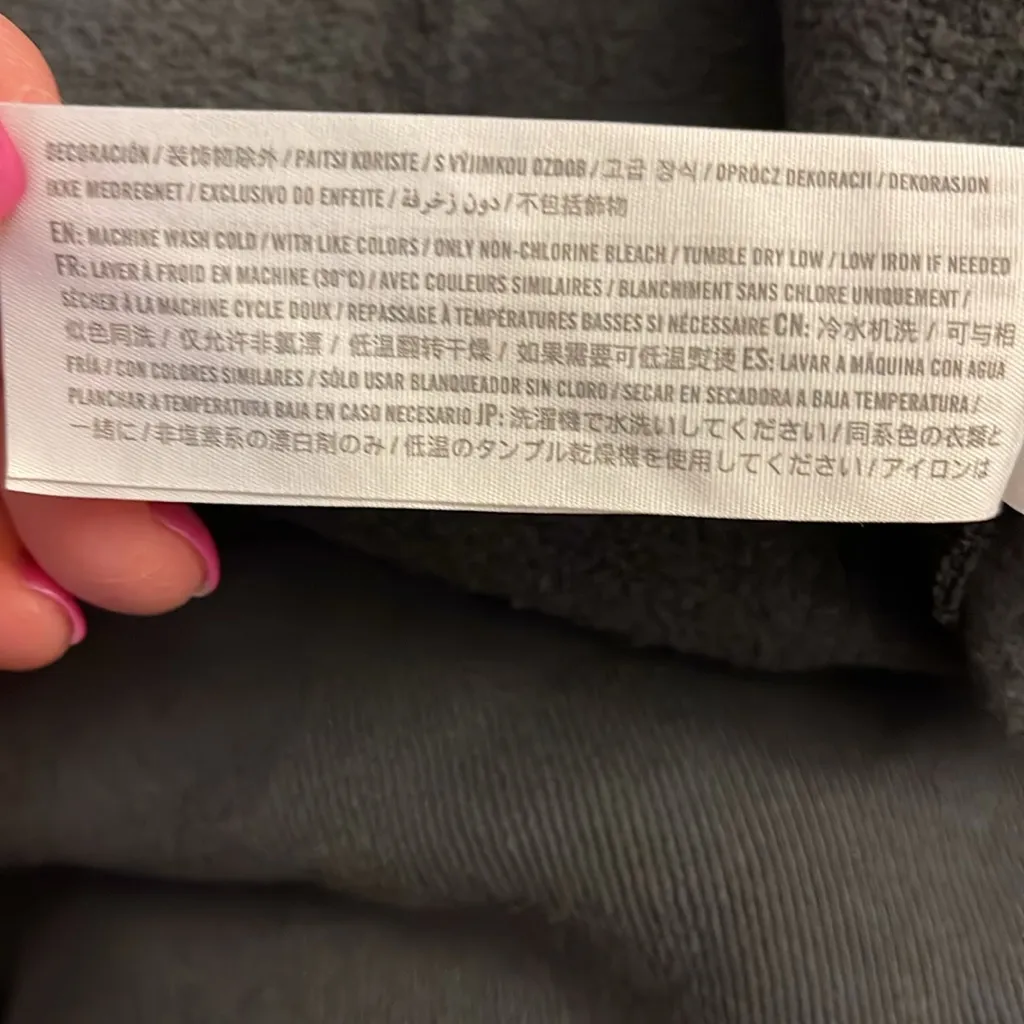 DECORACIÓN / 装饰物除外 / PAITSI KORISTE / S VÝJIMKOU OZDOB / 고급 장식 / OPRÓCZ DEKORACJI / DEKORASJON
IKKE MEDREGNET / EXCLUSIVO DO ENFEITE / دون زخرفة / 不包括飾物
EN: MACHINE WASH COLD / WITH LIKE COLORS / ONLY NON-CHLORINE BLEACH / TUMBLE DRY LOW / LOW IRON IF NEEDED
FR: LAVER À FROID EN MACHINE (30°C) / AVEC COULEURS SIMILAIRES / BLANCHIMENT SANS CHLORE UNIQUEMENT /
SÉCHER À LA MACHINE CYCLE DOUX / REPASSAGE À TEMPÉRATURES BASSES SI NÉCESSAIRE CN: 冷水机洗 / 可与相
似色同洗 / 仅允许非氯漂 / 低温翻转干燥 / 如果需要可低温熨烫 ES: LAVAR A MÁQUINA CON AGUA
FRÍA / CON COLORES SIMILARES / SÓLO USAR BLANQUEADOR SIN CLORO / SECAR EN SECADORA A BAJA TEMPERATURA /
PLANCHAR A TEMPERATURA BAJA EN CASO NECESARIO JP: 洗濯機で水洗いしてください / 同系色の衣類と
一緒に / 非塩素系の漂白剤のみ / 低温のタンブル乾燥機を使用してください / アイロンは